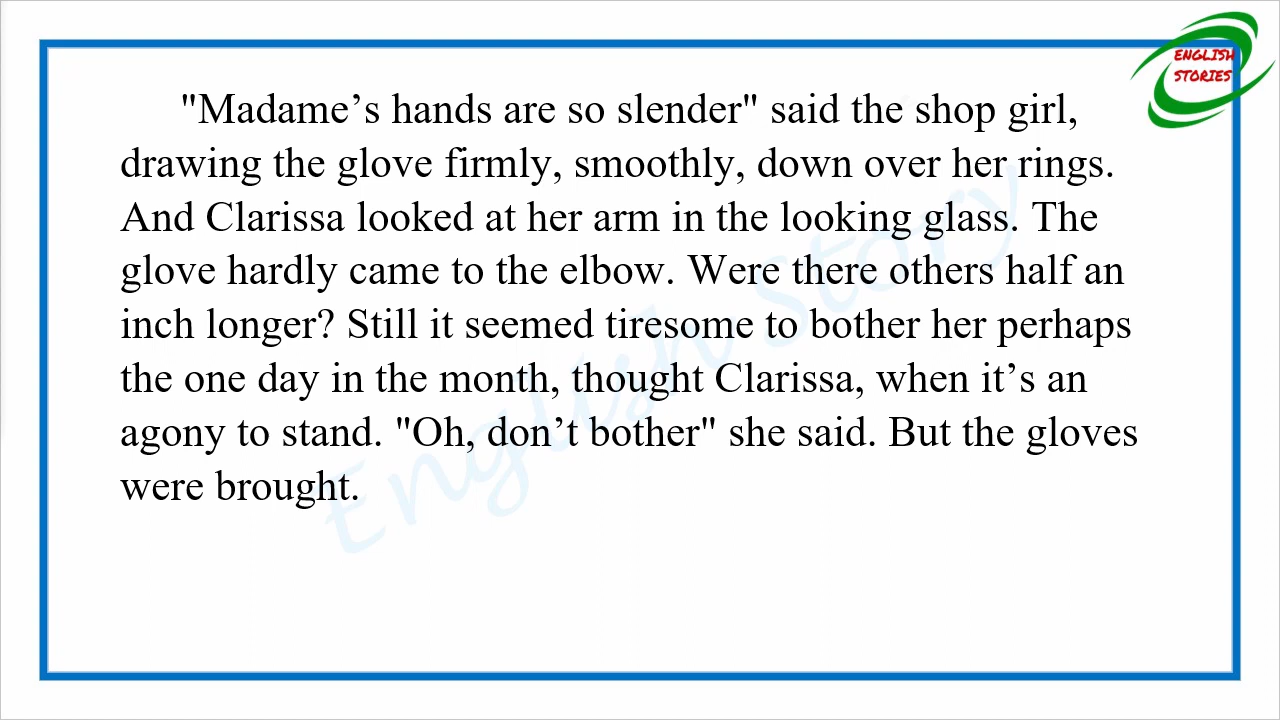 ENGLISH
STORIES
"Madame’s hands are so slender" said the shop girl,
drawing the glove firmly, smoothly, down over her rings.
And Clarissa looked at her arm in the looking glass. The
glove hardly came to the elbow. Were there others half an
inch longer? Still it seemed tiresome to bother her perhaps
the one day in the month, thought Clarissa, when it’s an
agony to stand. "Oh, don’t bother" she said. But the gloves
were brought.
English Story